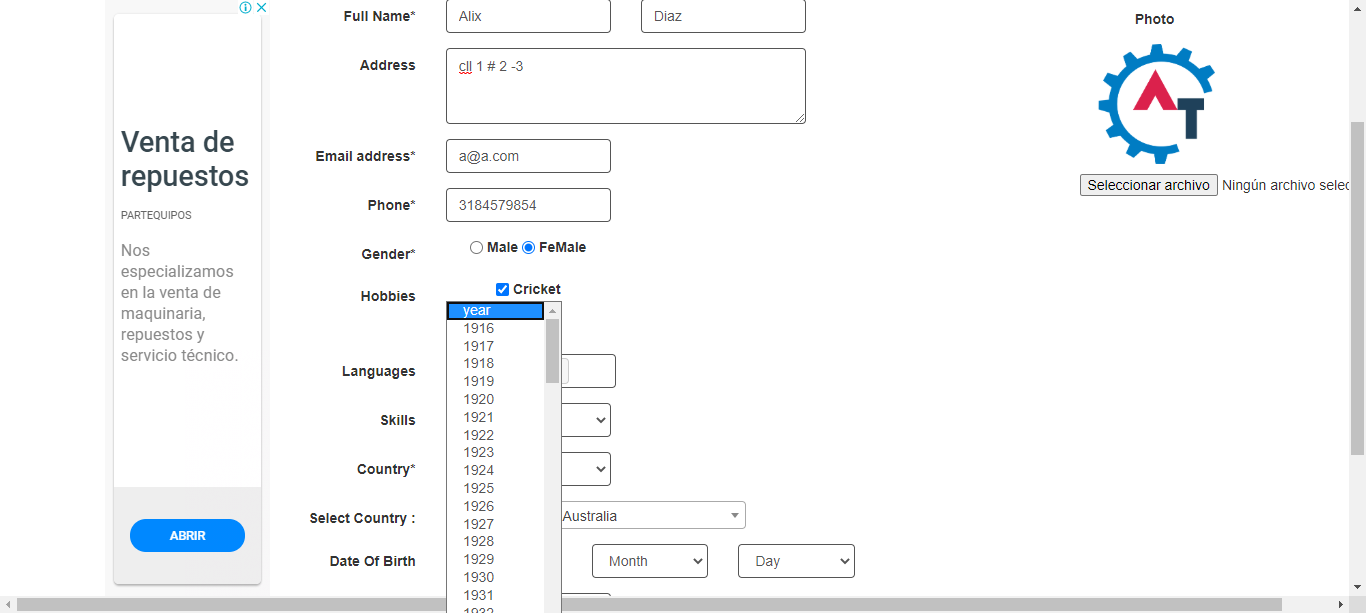 Full Name*
Alix
Diaz
Photo
Address
cll 1 # 2 -3
AT
Email address*
a@a.com
Seleccionar archivo
Ningún archivo selec
Phone*
3184579854
Gender*
Male
FeMale
Hobbies
Cricket
year
1916
1917
1918
1919
1920
1921
1922
1923
1924
1925
1926
1927
1928
1929
1930
1931
1932
Languages
Skills
Country*
Select Country :
Australia
Date Of Birth
Month
Day
Venta de
repuestos
PARTEQUIPOS
Nos
especializamos
en la venta de
maquinaria,
repuestos y
servicio técnico.
ABRIR